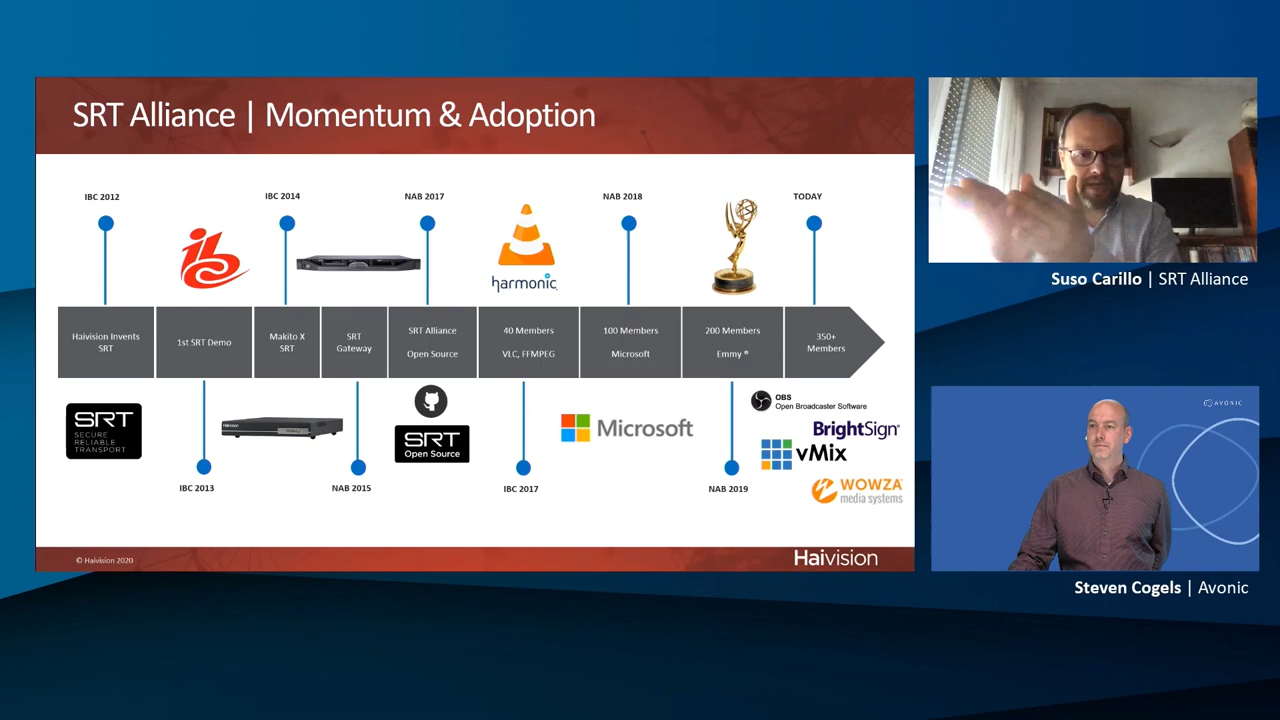 SRT Alliance | Momentum & Adoption
IBC 2012
IBC 2014
NAB 2017
NAB 2018
TODAY
harmonic
Haivision Invents
SRT
1st SRT Demo
Makito X
SRT
SRT
Gateway
SRT Alliance
Open Source
40 Members
VLC, FFMPEG
100 Members
Microsoft
200 Members
Emmy ®
350+
Members
SRT
SECURE
RELIABLE
TRANSPORT
Haivision
SRT
Open Source
Microsoft
OBS
Open Broadcaster Software
BrightSign
vMix
WOWZA
media systems
IBC 2013
NAB 2015
IBC 2017
NAB 2019
© Haivision 2020
Haivision
Suso Carillo | SRT Alliance
AVONIC
Steven Cogels | Avonic